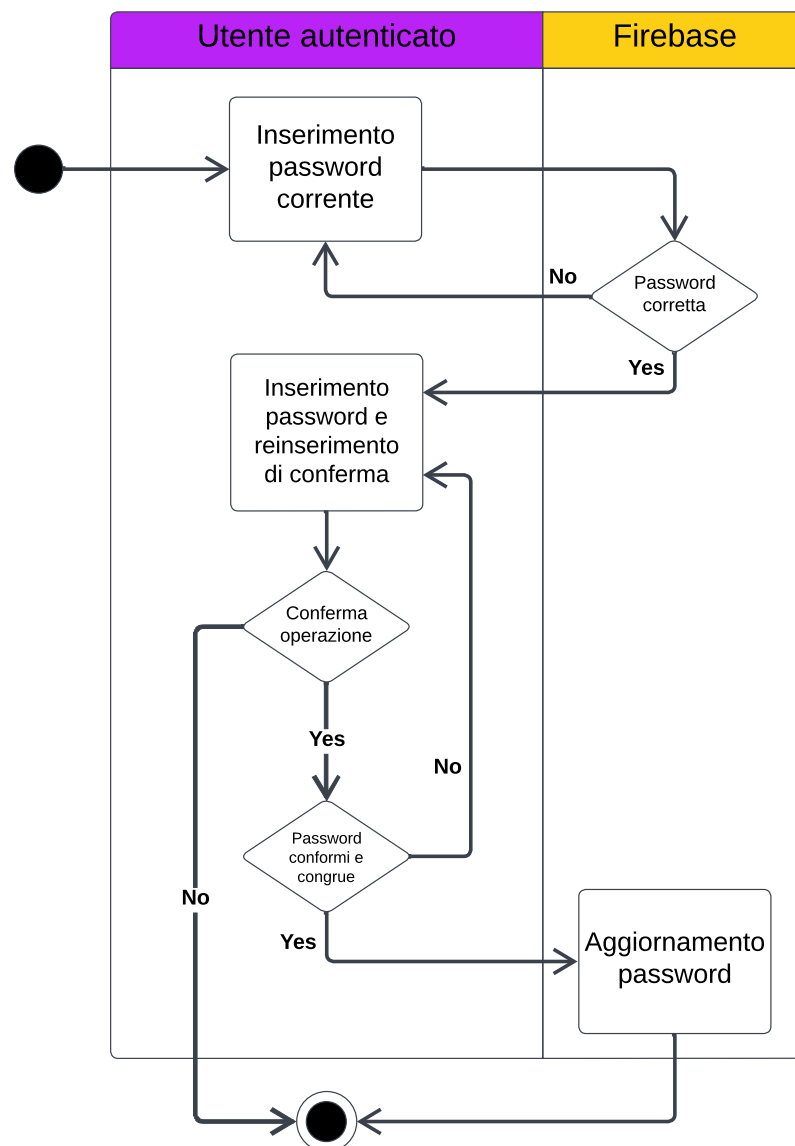 Utente autenticato
Firebase
Inserimento
password
corrente
Password
corretta
No
Yes
Inserimento
password e
reinserimento
di conferma
Conferma
operazione
Yes
No
Password
conformi e
congrue
No
Yes
Aggiornamento
password